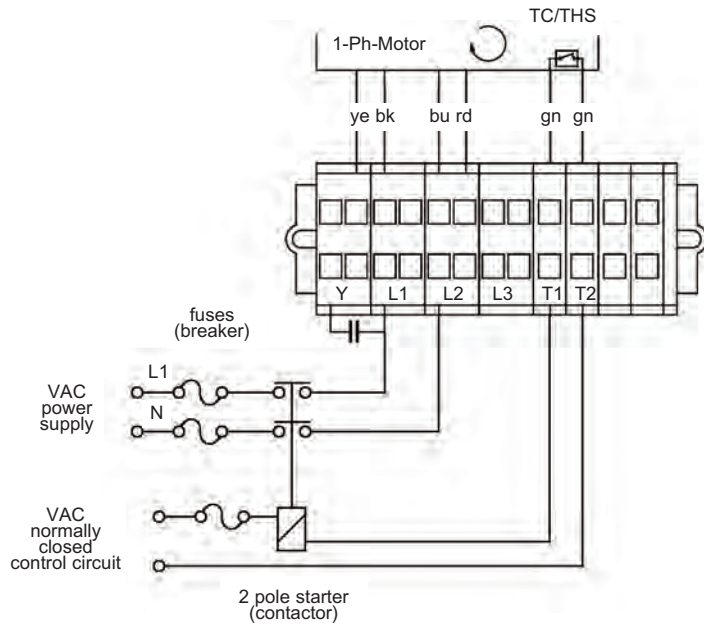 TC/THS
1-Ph-Motor
ye bk bu rd gn gn
Y L1 L2 L3 T1 T2
fuses
(breaker)
L1
VAC
power
supply
N
VAC
normally
closed
control circuit
2 pole starter
(contactor)